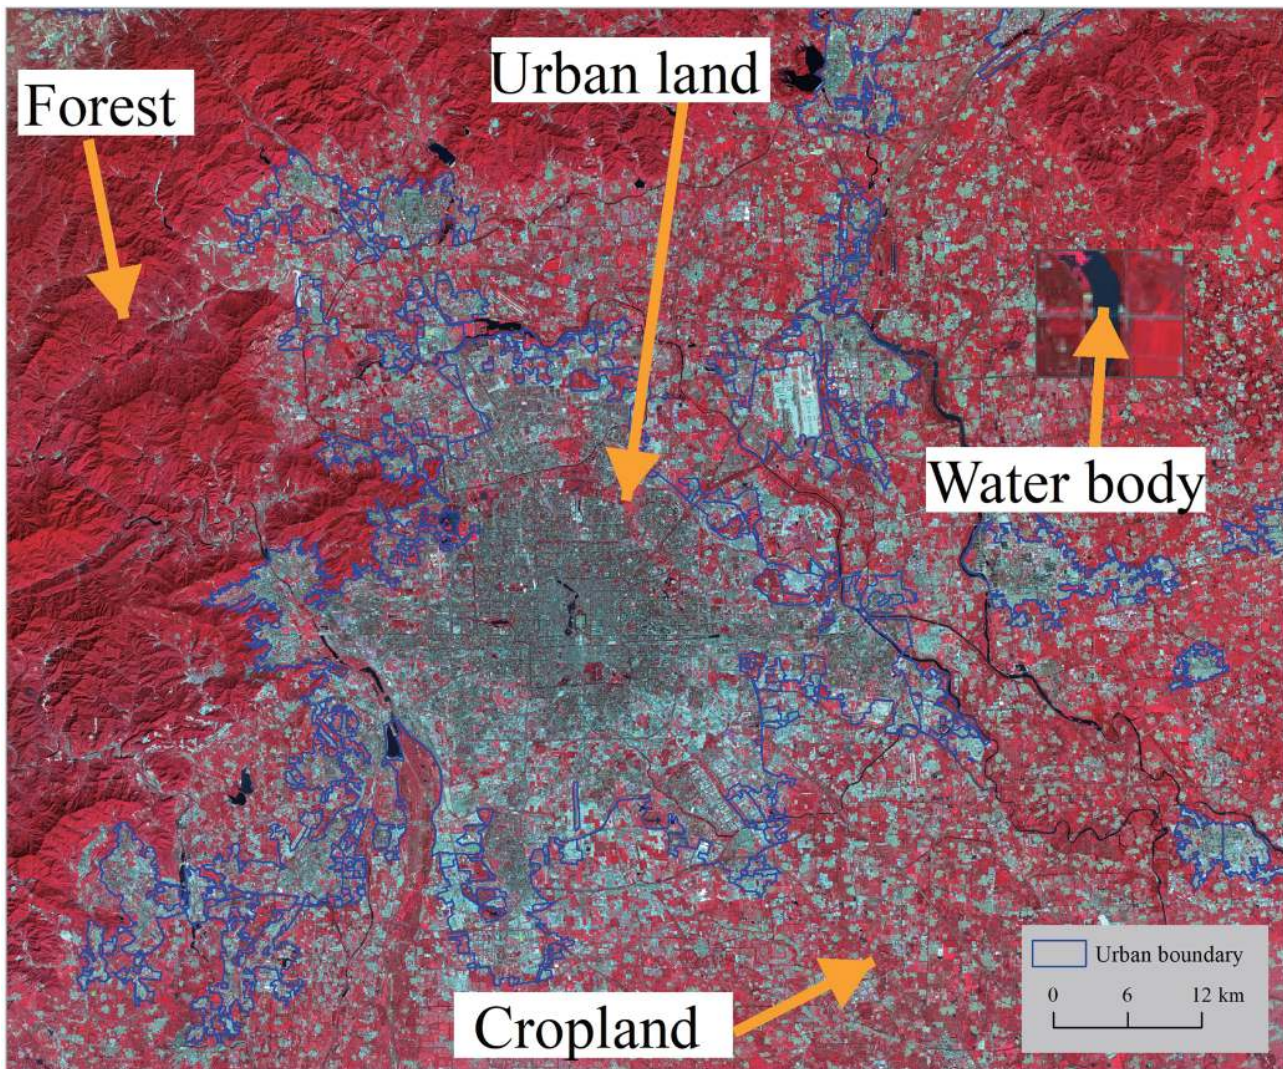 Urban land
Forest
Water body
Urban boundary
0 6 12 km
Cropland